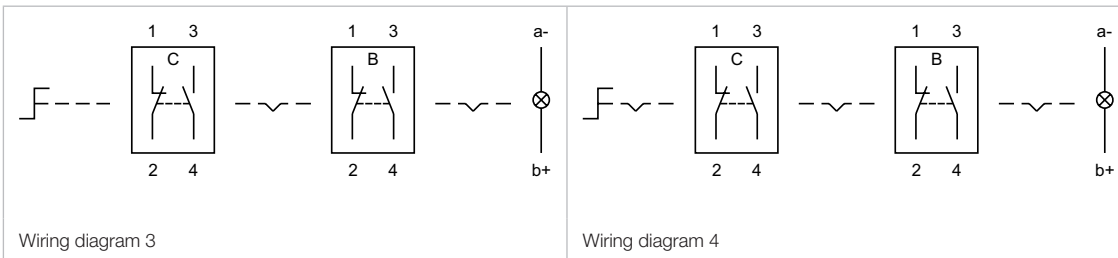 1 3 1 3 a- 1 3 1 3 a-
C B C B
2 4 2 4 b+ 2 4 2 4 b+
Wiring diagram 3 Wiring diagram 4